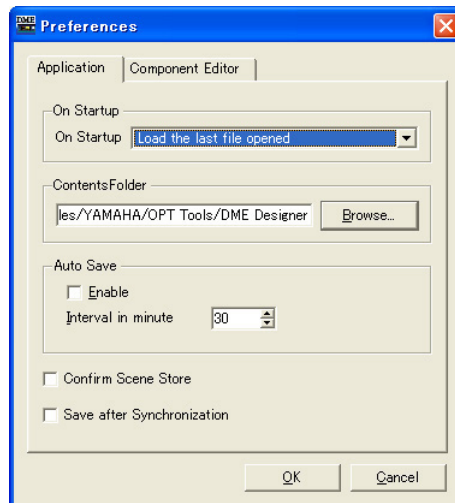 DME Preferences
Application Component Editor
On Startup
On Startup Load the last file opened
ContentsFolder
les/YAMAHA/OPT Tools/DME Designer Browse...
Auto Save
Enable
Interval in minute 30
Confirm Scene Store
Save after Synchronization
OK Cancel